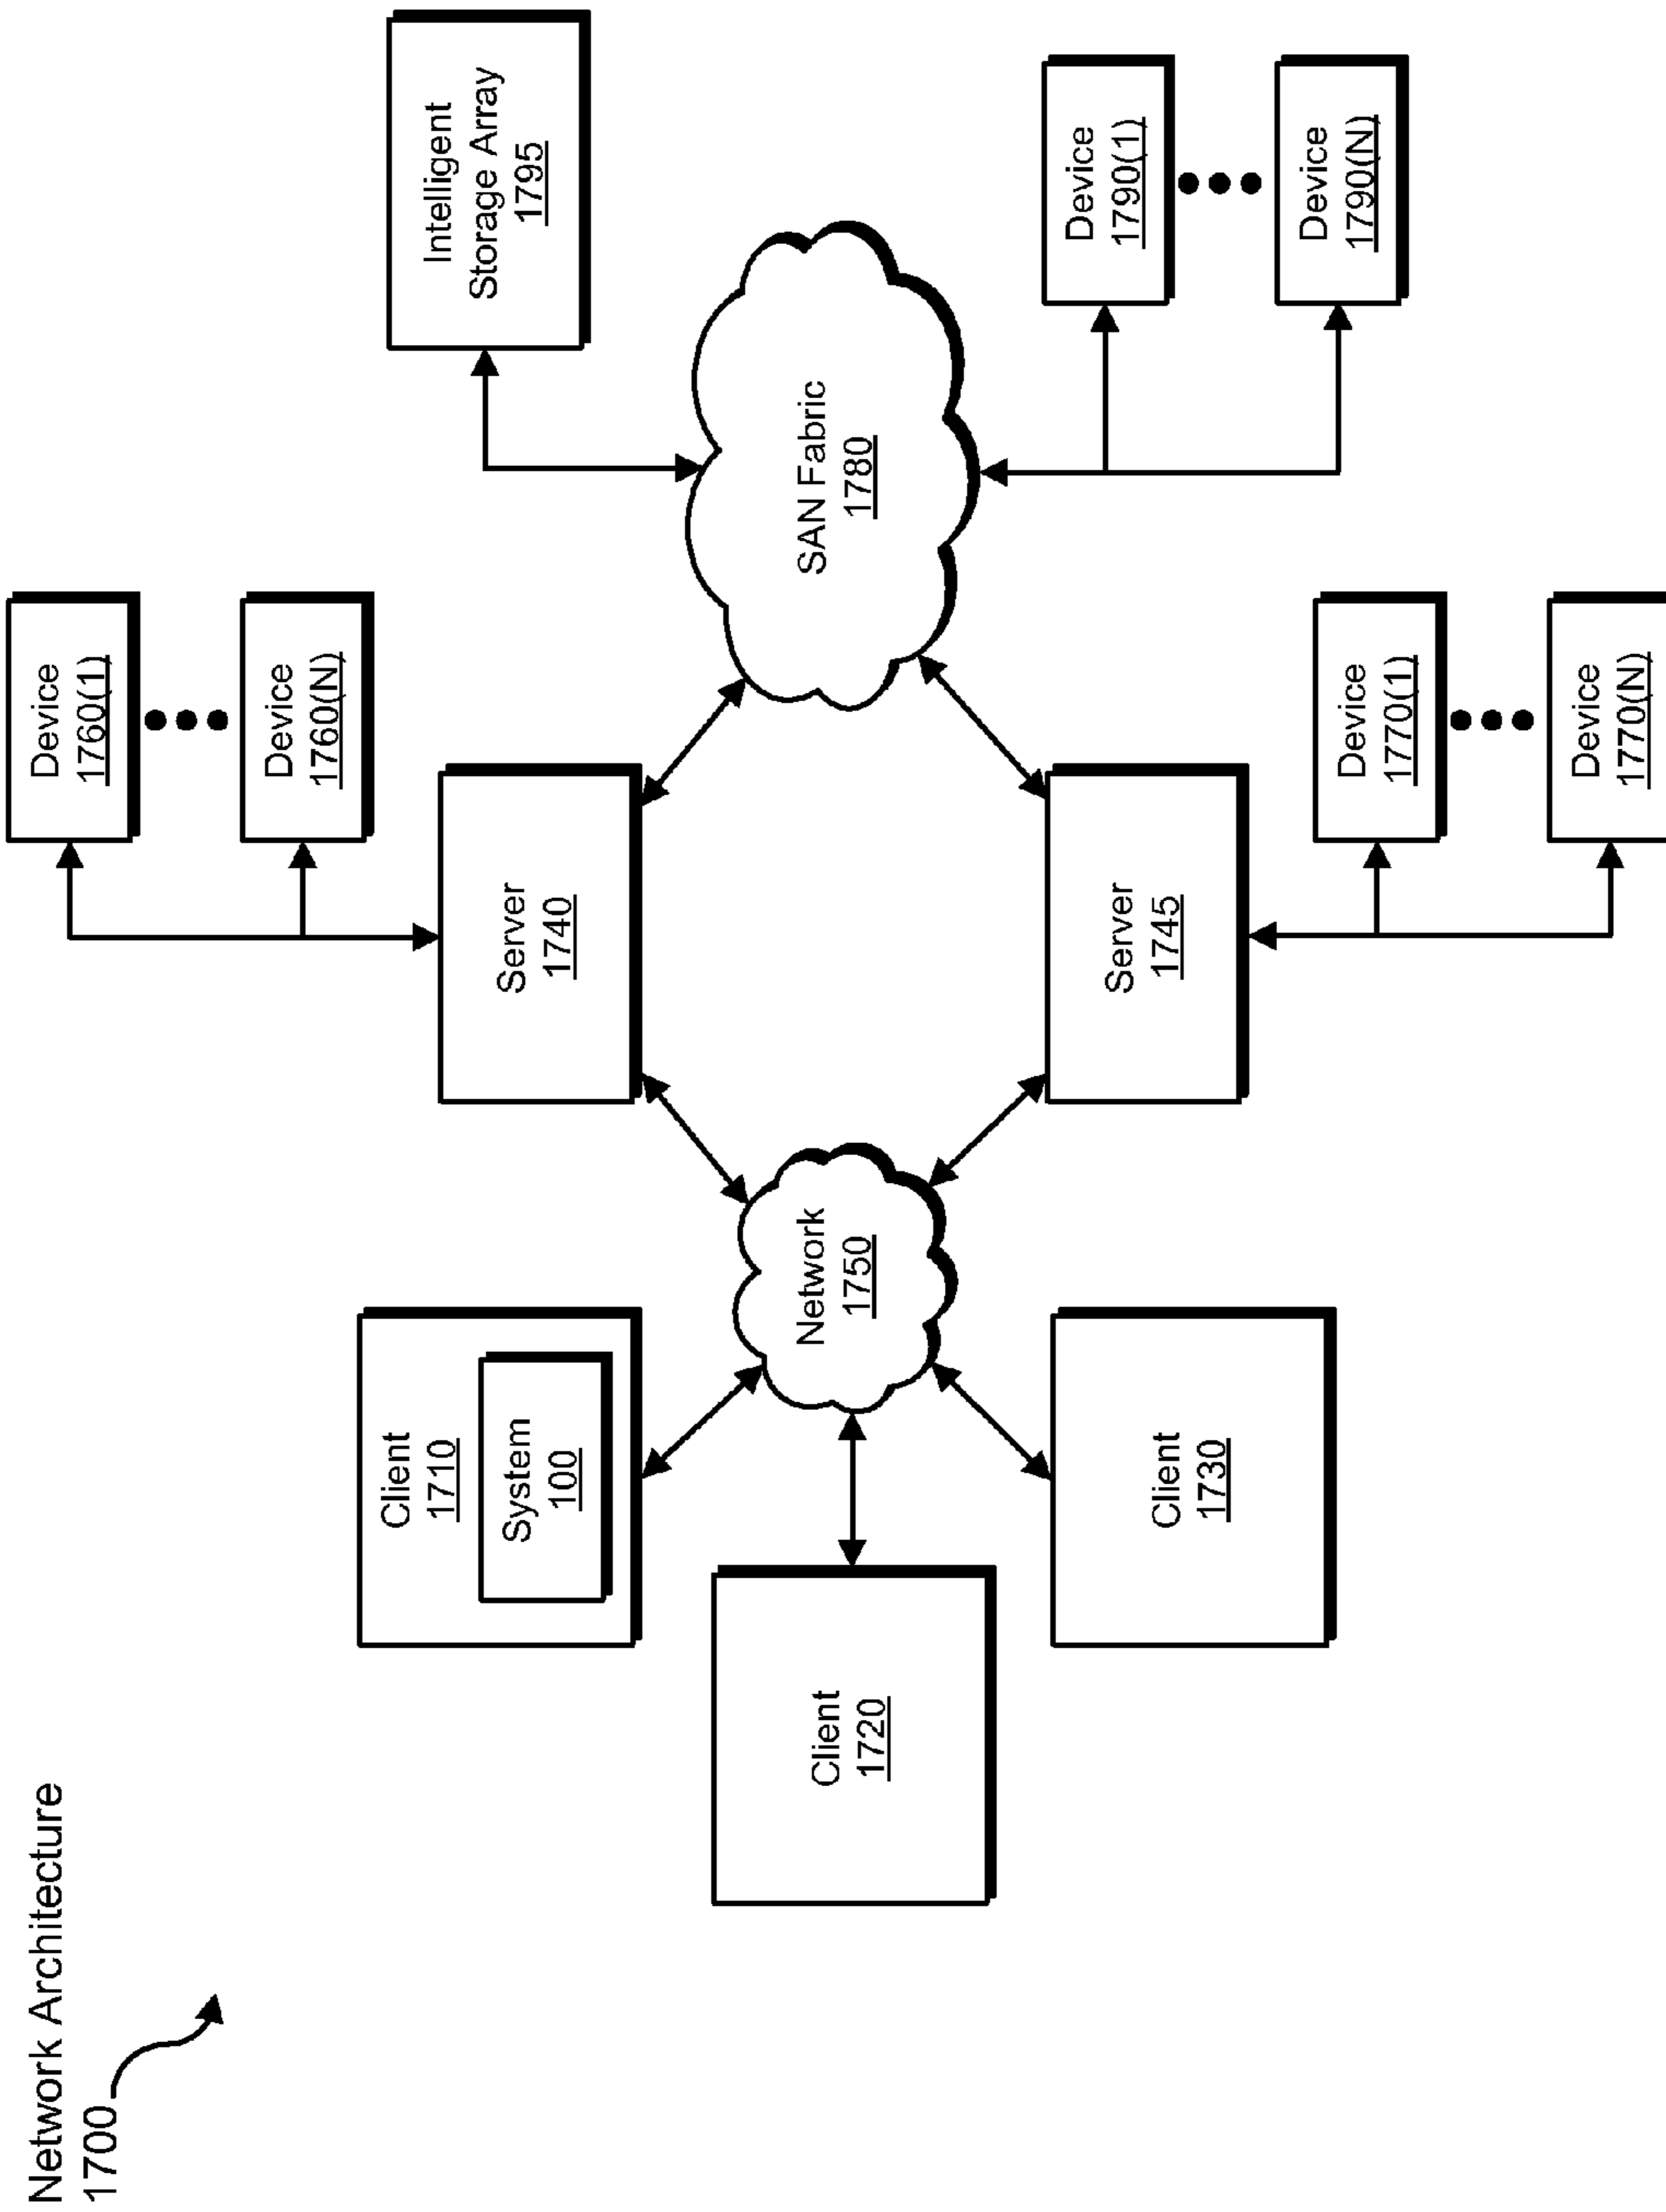 Network Architecture
1700
Client
1710
System
100
Client
1720
Client
1730
Network
1750
Server
1740
Server
1745
Device
1760(1)
Device
1760(N)
Device
1770(1)
Device
1770(N)
SAN Fabric
1780
Intelligent
Storage Array
1795
Device
1790(1)
Device
1790(N)